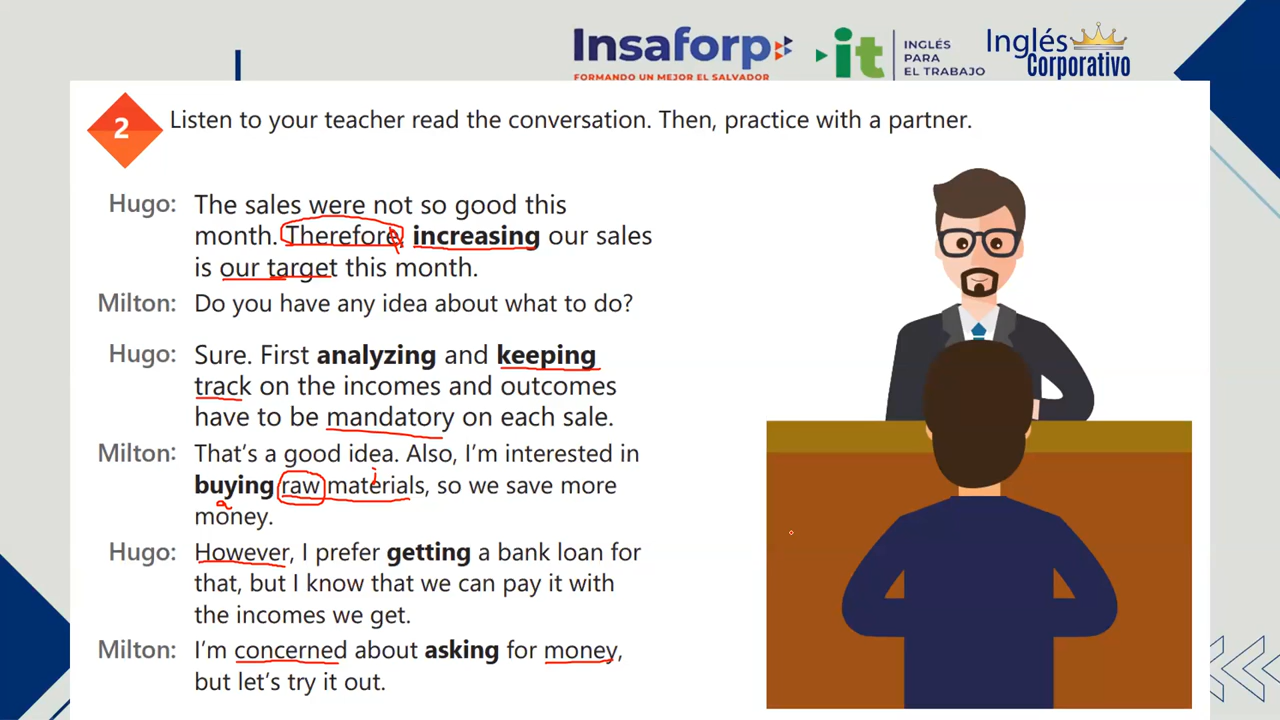 Insaforp
FORMANDO UN MEJOR EL SALVADOR
it
INGLÉS
PARA
EL TRABAJO
Inglés
Corporativo
2
Listen to your teacher read the conversation. Then, practice with a partner.
Hugo: The sales were not so good this
month. Therefore, increasing our sales
is our target this month.
Milton: Do you have any idea about what to do?
Hugo: Sure. First analyzing and keeping
track on the incomes and outcomes
have to be mandatory on each sale.
Milton: That's a good idea. Also, I'm interested in
buying raw materials, so we save more
money.
Hugo: However, I prefer getting a bank loan for
that, but I know that we can pay it with
the incomes we get.
Milton: I'm concerned about asking for money,
but let's try it out.